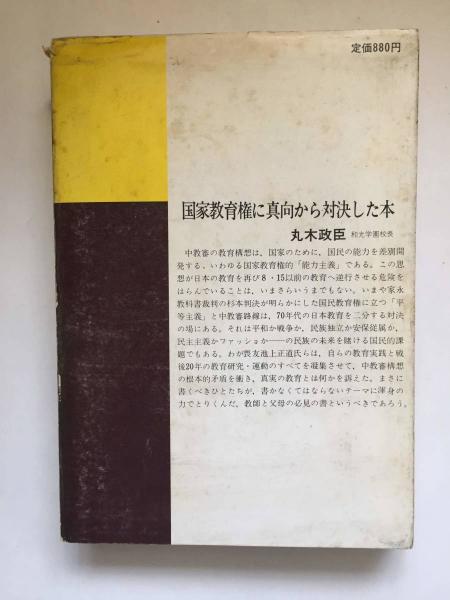 定価880円
国家教育権に真向から対決した本
丸木政臣 和光学園校長
中教審の教育構想は、国家のために、国民の能力を差別開
発する、いわゆる国家教育権的「能力主義」である。この思
想が日本の教育を再び8・15以前の教育へ逆行させる危険を
はらんでいることは、いまさらいうまでもない。いまや家永
教科書裁判の杉本判決が明らかにした国民教育権に立つ「平
等主義」と中教審路線は、70年代の日本教育を二分する対決
の場にある。それは平和か戦争か、民族独立か安保従属か、
民主主義かファッショか――の民族の未来を賭ける国民的課
題でもある。わが畏友池上正道氏らは、自らの教育実践と戦
後20年の教育研究・運動のすべてを凝集させて、中教審構想
の根本的矛盾を衝き、真実の教育とは何かを訴えた。まさに
書くべきひとたちが、書かなくてはならないテーマに渾身の
力でとりくんだ、教師と父母の必見の書というべきであろう。